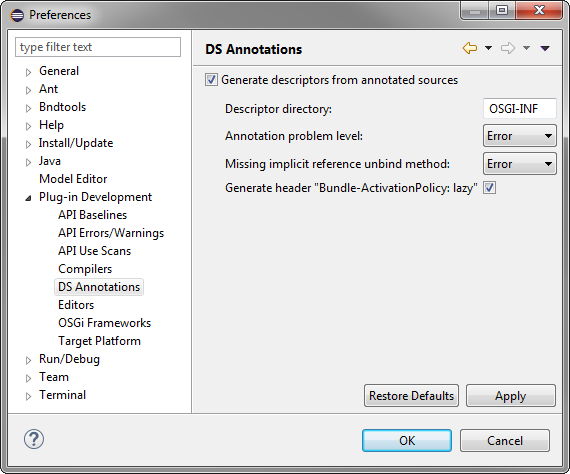 Preferences
type filter text
General
Ant
Bndtools
Help
Install/Update
Java
Model Editor
Plug-in Development
API Baselines
API Errors/Warnings
API Use Scans
Compilers
DS Annotations
Editors
OSGi Frameworks
Target Platform
Run/Debug
Team
Terminal
DS Annotations
Generate descriptors from annotated sources
Descriptor directory: OSGI-INF
Annotation problem level: Error
Missing implicit reference unbind method: Error
Generate header "Bundle-ActivationPolicy: lazy"
Restore Defaults Apply
? OK Cancel